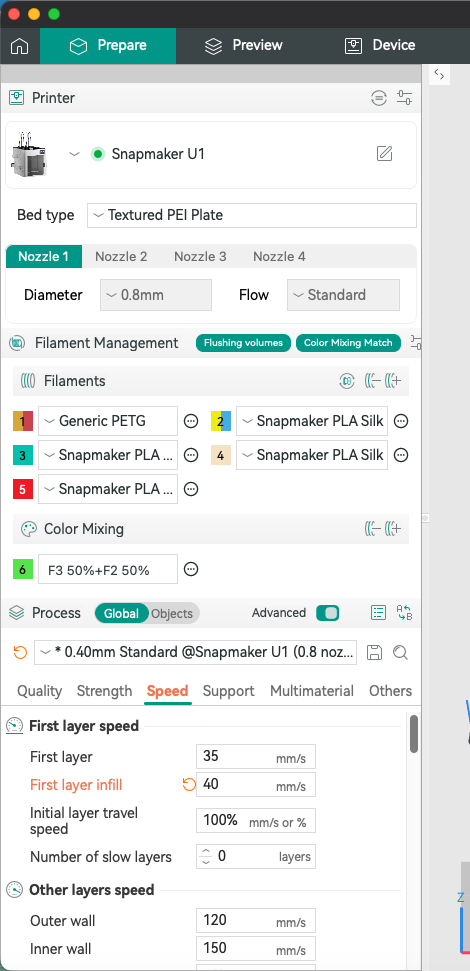 Prepare
Preview
Device
Printer
Snapmaker U1
Bed type
Textured PEI Plate
Nozzle 1
Nozzle 2
Nozzle 3
Nozzle 4
Diameter
0.8mm
Flow
Standard
Filament Management
Flushing volumes
Color Mixing Match
Filaments
1
Generic PETG
2
Snapmaker PLA Silk
3
Snapmaker PLA ...
4
Snapmaker PLA Silk
5
Snapmaker PLA ...
Color Mixing
6
F3 50%+F2 50%
Process
Global
Objects
Advanced
* 0.40mm Standard @Snapmaker U1 (0.8 noz...
Quality
Strength
Speed
Support
Multimaterial
Others
First layer speed
First layer
35
mm/s
First layer infill
40
mm/s
Initial layer travel
speed
100%
mm/s or %
Number of slow layers
0
layers
Other layers speed
Outer wall
120
mm/s
Inner wall
150
mm/s
Z